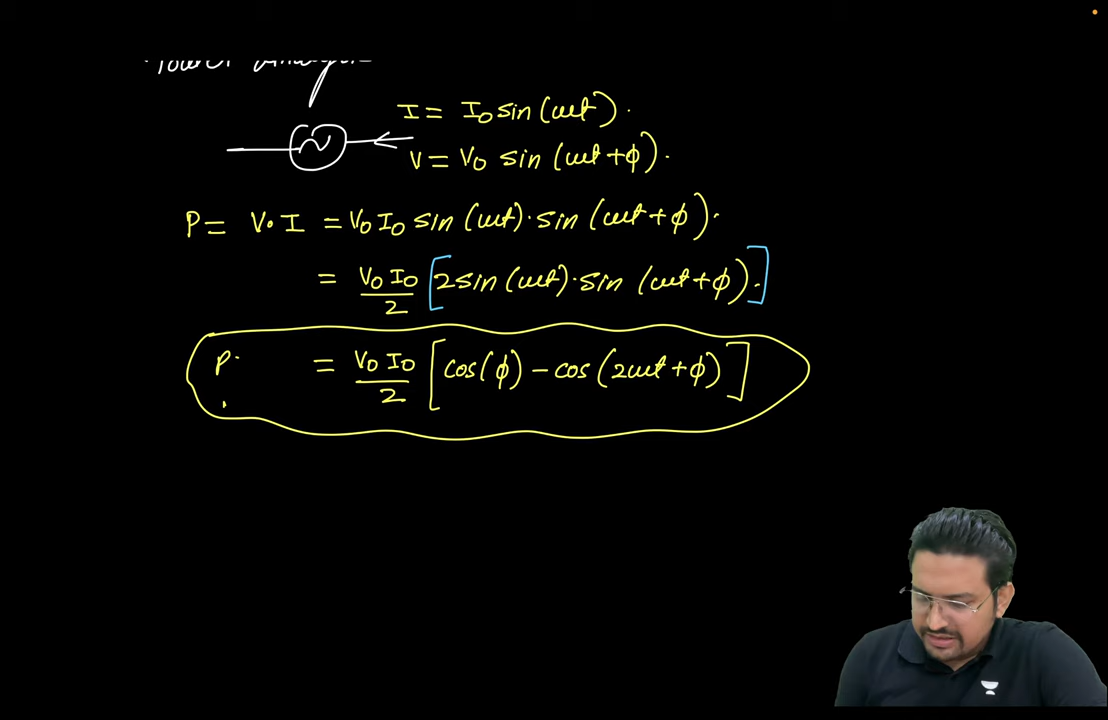 I = I₀ sin(ωt).
V = V₀ sin(ωt+ϕ).
P = V·I = V₀I₀ sin(ωt)·sin(ωt+ϕ).
= V₀I₀/2 [2sin(ωt)·sin(ωt+ϕ).]
P. = V₀I₀/2 [cos(ϕ) − cos(2ωt+ϕ)]